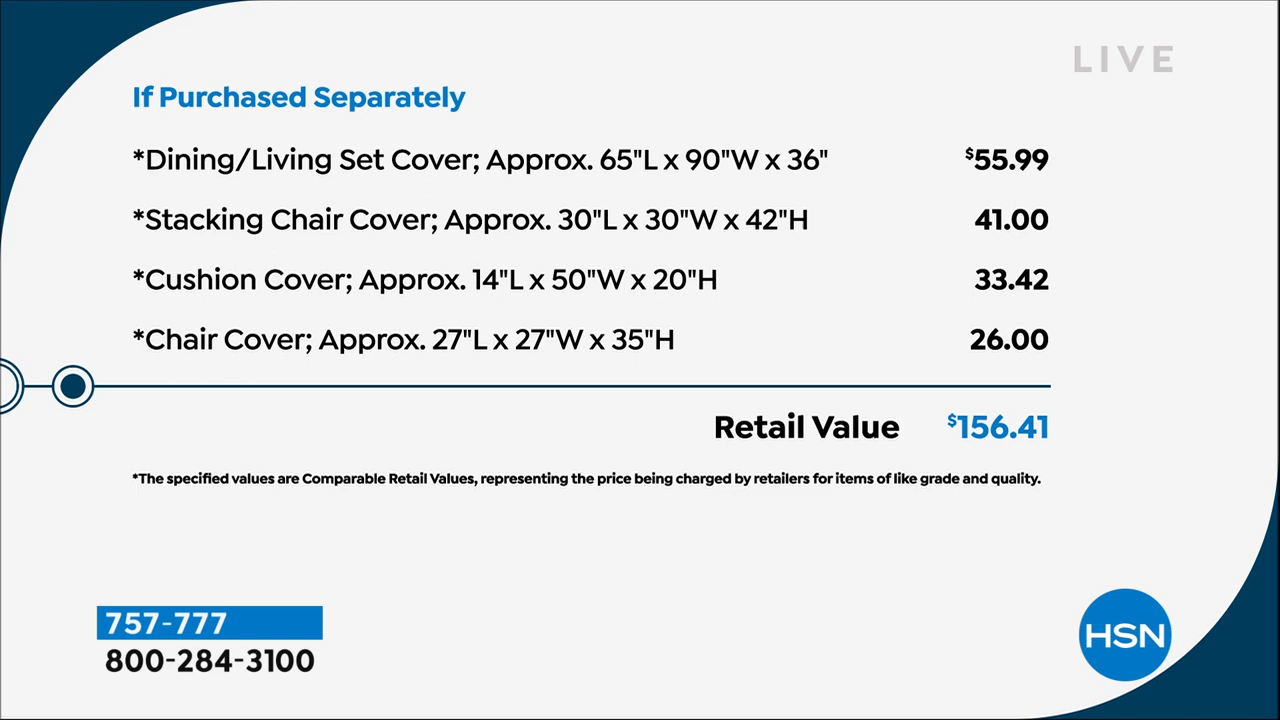 LIVE
If Purchased Separately
*Dining/Living Set Cover; Approx. 65"L x 90"W x 36" $55.99
*Stacking Chair Cover; Approx. 30"L x 30"W x 42"H 41.00
*Cushion Cover; Approx. 14"L x 50"W x 20"H 33.42
*Chair Cover; Approx. 27"L x 27"W x 35"H 26.00
Retail Value $156.41
*The specified values are Comparable Retail Values, representing the price being charged by retailers for items of like grade and quality.
757-777
800-284-3100
HSN